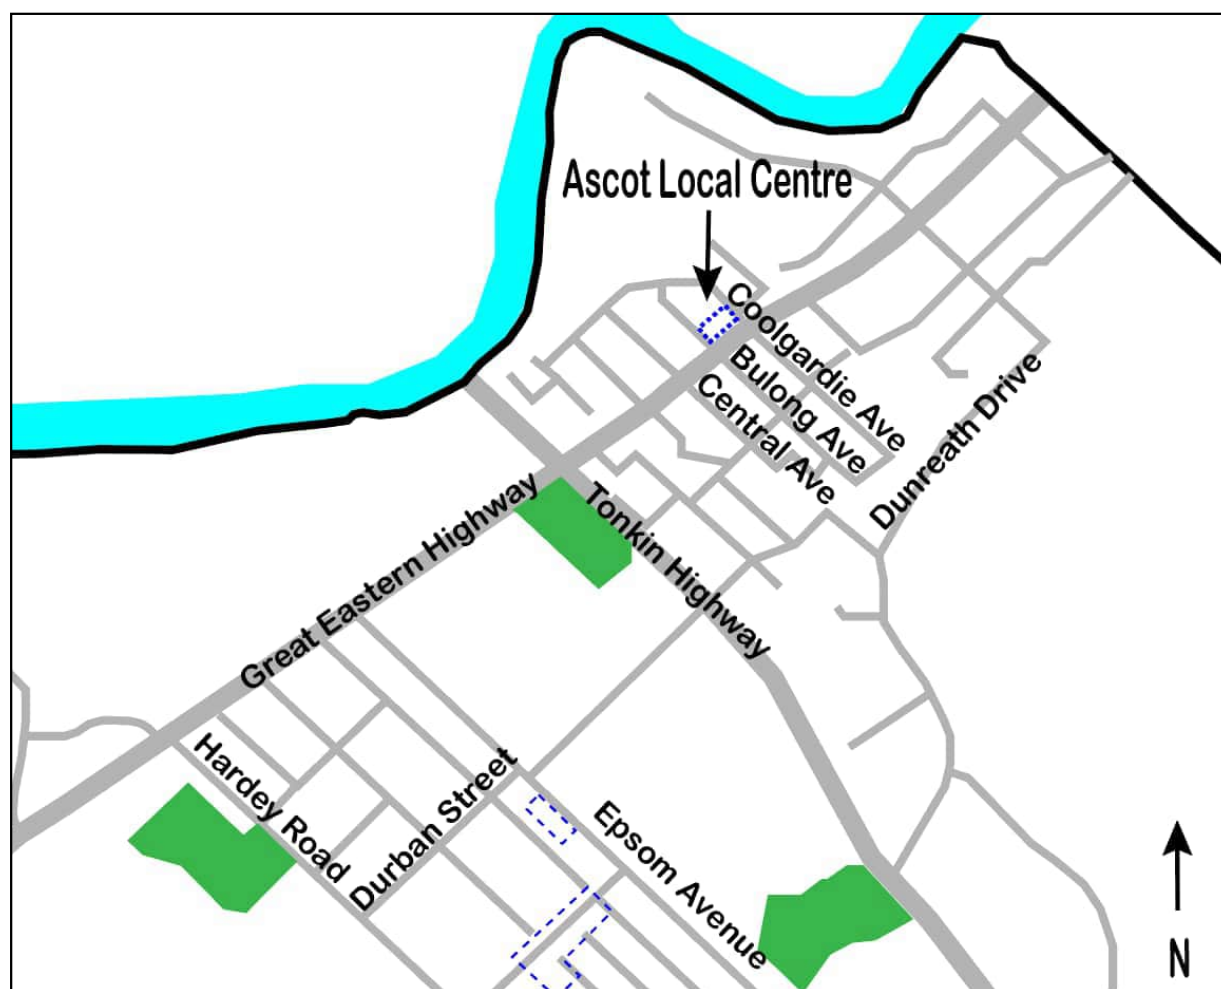 Ascot Local Centre
Coolgardie Ave
Bulong Ave
Central Ave
Dunreath Drive
Great Eastern Highway
Tonkin Highway
Hardey Road
Durban Street
Epsom Avenue
N